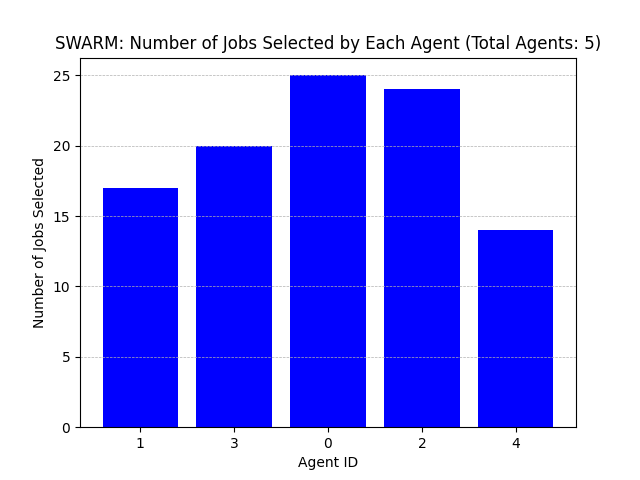 SWARM: Number of Jobs Selected by Each Agent (Total Agents: 5)
25
20
15
10
5
0
Number of Jobs Selected
1 3 0 2 4
Agent ID